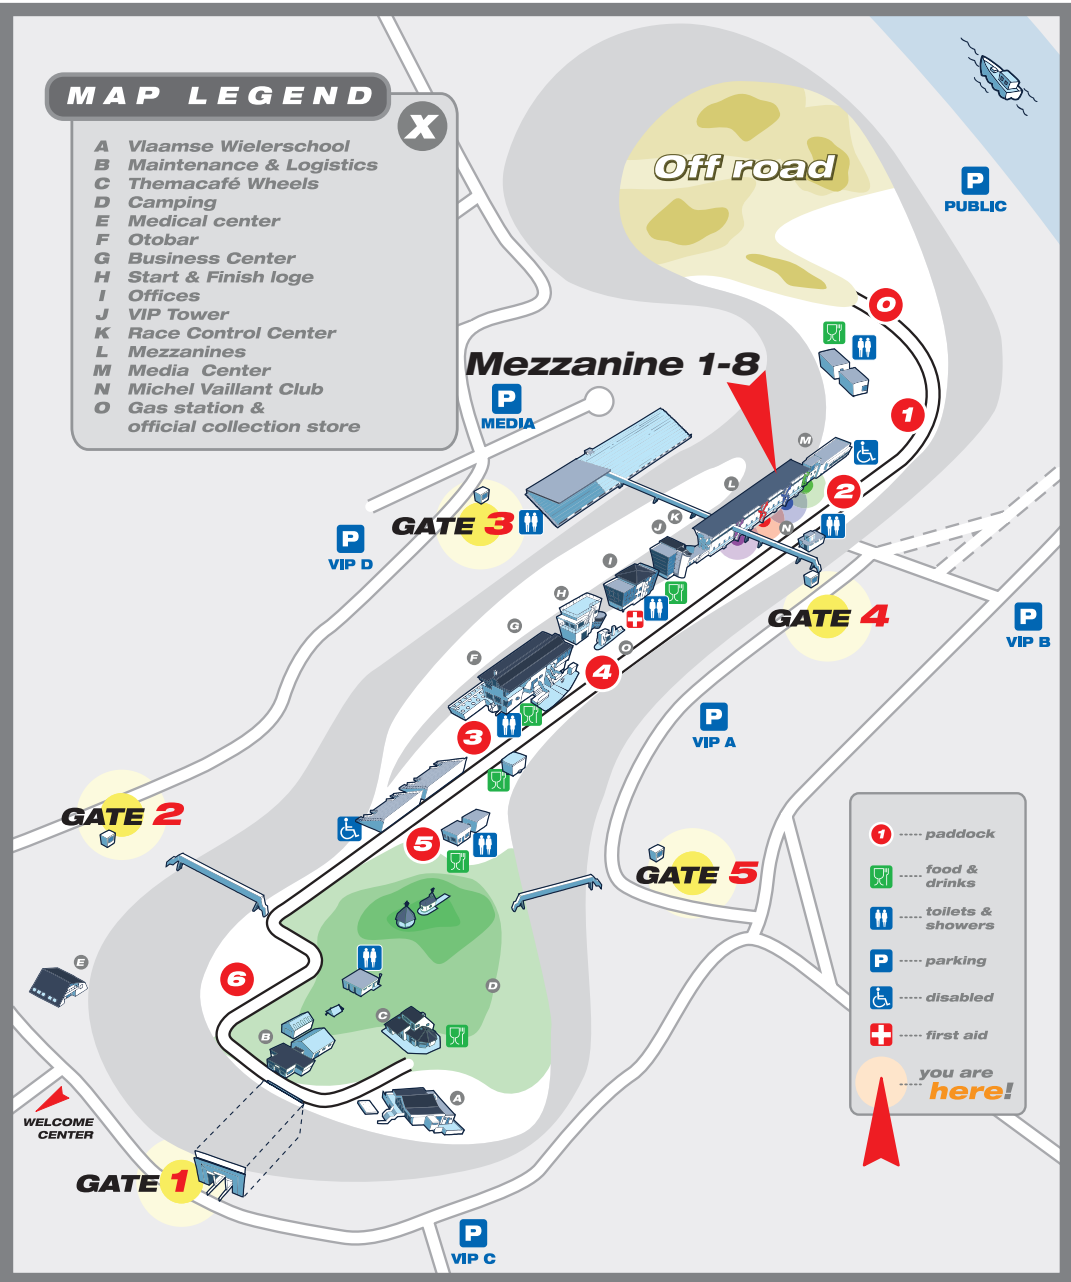 MAP LEGEND
X
A Vlaamse Wielerschool
B Maintenance & Logistics
C Themacafé Wheels
D Camping
E Medical center
F Otobar
G Business Center
H Start & Finish loge
I Offices
J VIP Tower
K Race Control Center
L Mezzanines
M Media Center
N Michel Vaillant Club
O Gas station &
official collection store
Off road
P
PUBLIC
0
Mezzanine 1-8
P
MEDIA
1
M
L
2
K
GATE 3
J
N
P
VIP D
I
H
GATE 4
P
VIP B
G
O
F
4
P
VIP A
3
GATE 2
5
GATE 5
1 paddock
food &
drinks
toilets &
showers
P parking
disabled
first aid
you are
here!
E
6
D
C
B
A
WELCOME
CENTER
GATE 1
P
VIP C